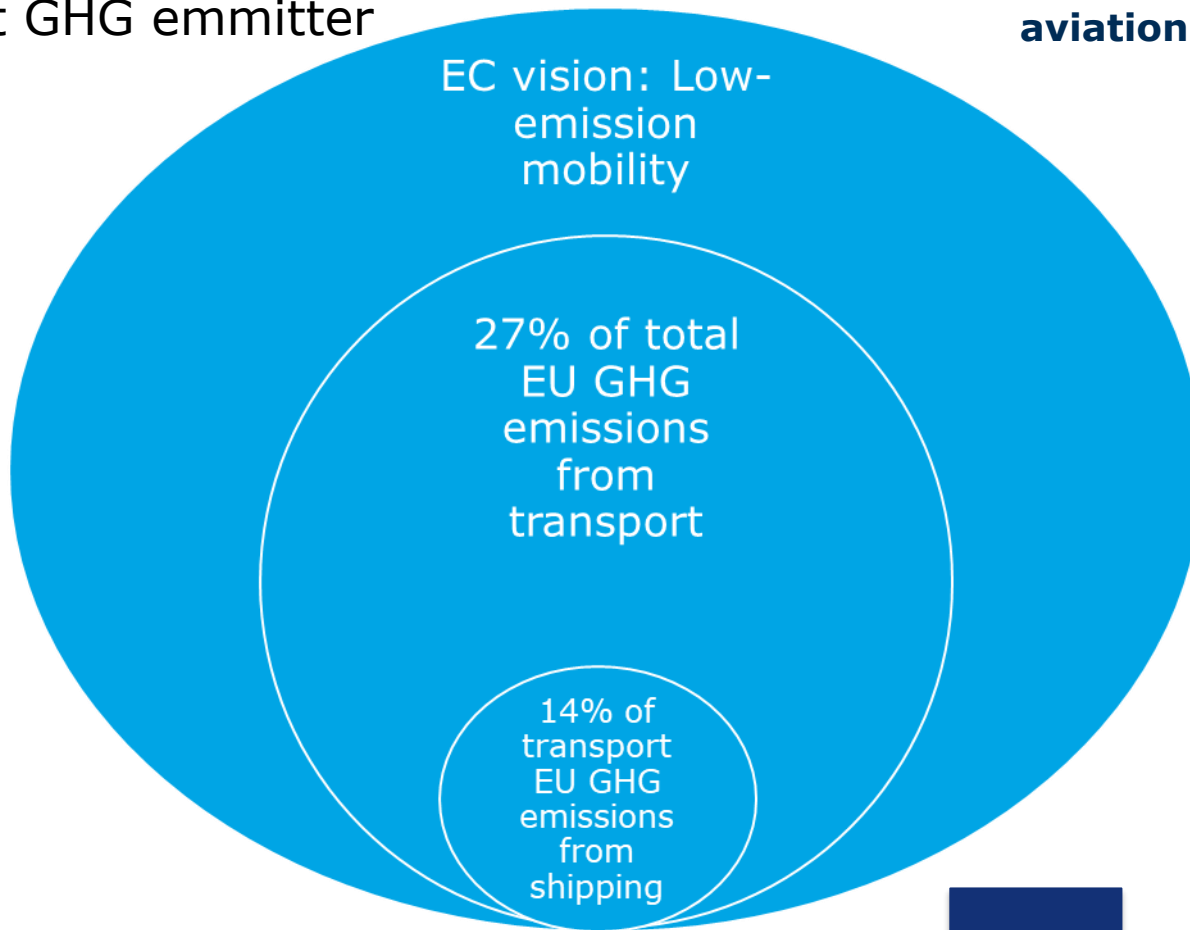 t GHG emmitter
aviation
EC vision: Low-
emission
mobility
27% of total
EU GHG
emissions
from
transport
14% of
transport
EU GHG
emissions
from
shipping